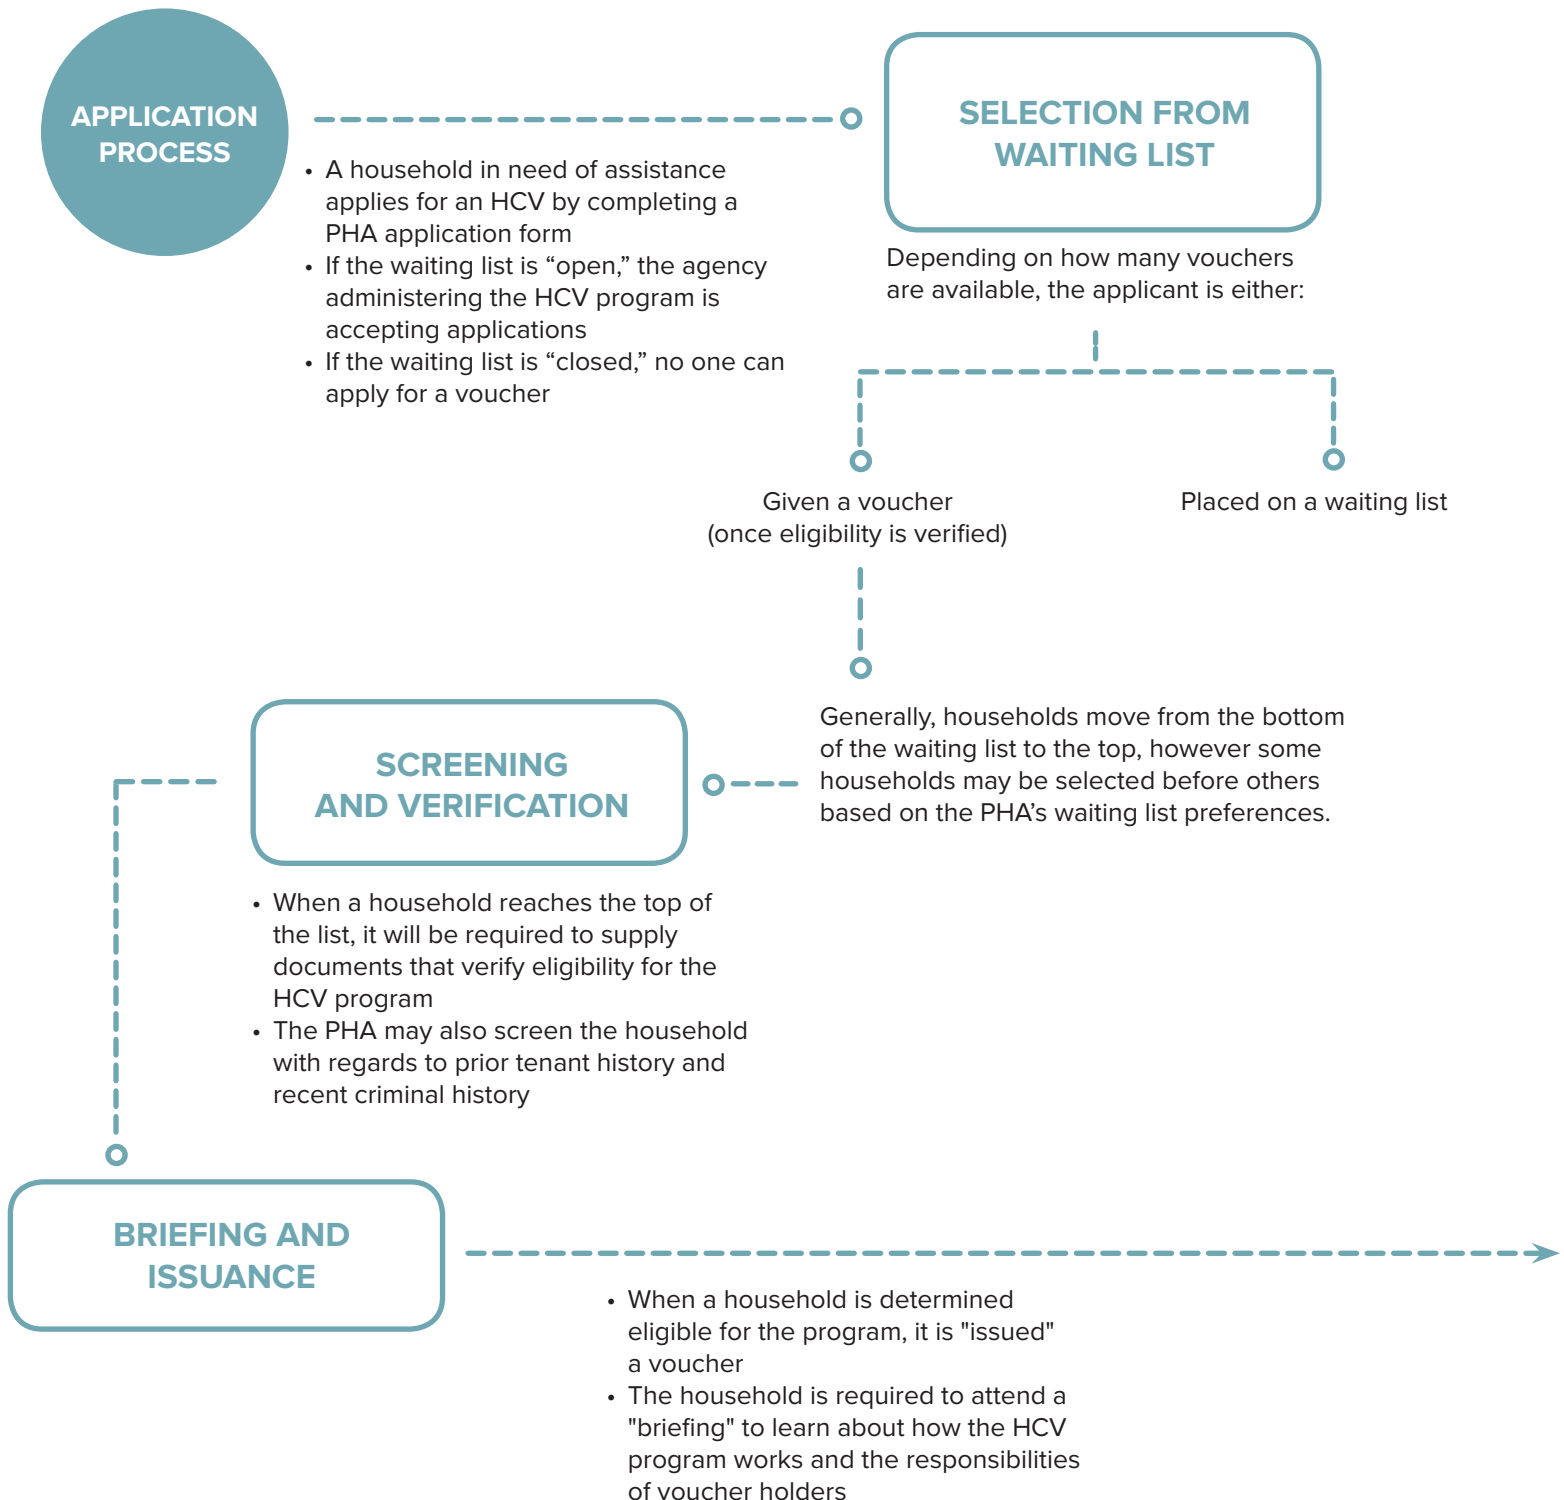 APPLICATION
PROCESS
• A household in need of assistance
applies for an HCV by completing a
PHA application form
• If the waiting list is “open,” the agency
administering the HCV program is
accepting applications
• If the waiting list is “closed,” no one can
apply for a voucher
SELECTION FROM
WAITING LIST
Depending on how many vouchers
are available, the applicant is either:
Given a voucher
(once eligibility is verified)
Placed on a waiting list
Generally, households move from the bottom
of the waiting list to the top, however some
households may be selected before others
based on the PHA’s waiting list preferences.
SCREENING
AND VERIFICATION
• When a household reaches the top of
the list, it will be required to supply
documents that verify eligibility for the
HCV program
• The PHA may also screen the household
with regards to prior tenant history and
recent criminal history
BRIEFING AND
ISSUANCE
• When a household is determined
eligible for the program, it is "issued"
a voucher
• The household is required to attend a
"briefing" to learn about how the HCV
program works and the responsibilities
of voucher holders